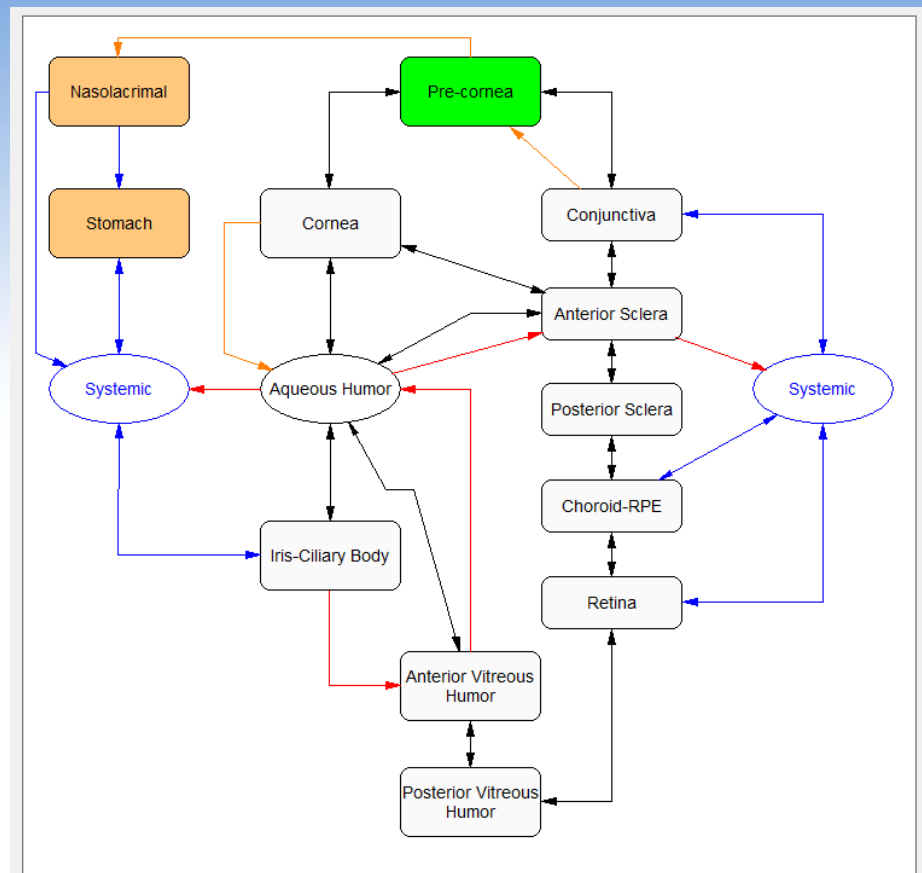 Nasolacrimal
Pre-cornea
Stomach
Cornea
Conjunctiva
Anterior Sclera
Systemic
Aqueous Humor
Systemic
Posterior Sclera
Choroid-RPE
Iris-Ciliary Body
Retina
Anterior Vitreous
Humor
Posterior Vitreous
Humor